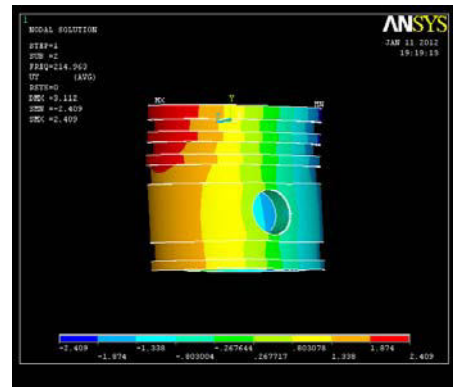 1
NODAL SOLUTION
STEP=1
SUB =2
FREQ=214.963
UY (AVG)
RSYS=0
DMX =3.112
SMN =-2.409
SMX =2.409
ANSYS
JAN 11 2012
19:19:19
MX
Y
MN
-2.409 -1.338 -.267644 .803078 1.874
-1.874 -.803004 .267717 1.338 2.409